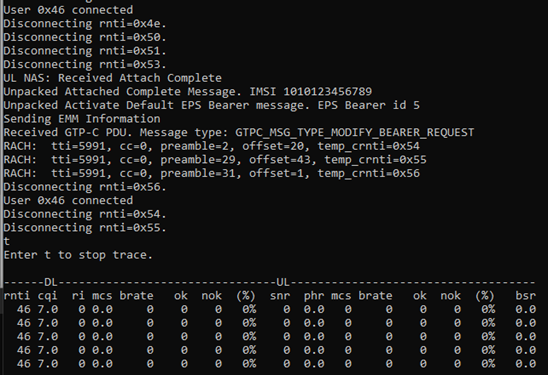 User 0x46 connected
Disconnecting rnti=0x4e.
Disconnecting rnti=0x50.
Disconnecting rnti=0x51.
Disconnecting rnti=0x53.
UL NAS: Received Attach Complete
Unpacked Attached Complete Message. IMSI 1010123456789
Unpacked Activate Default EPS Bearer message. EPS Bearer id 5
Sending EMM Information
Received GTP-C PDU. Message type: GTPC_MSG_TYPE_MODIFY_BEARER_REQUEST
RACH:  tti=5991, cc=0, preamble=2, offset=20, temp_crnti=0x54
RACH:  tti=5991, cc=0, preamble=29, offset=43, temp_crnti=0x55
RACH:  tti=5991, cc=0, preamble=31, offset=1, temp_crnti=0x56
Disconnecting rnti=0x56.
User 0x46 connected
Disconnecting rnti=0x54.
Disconnecting rnti=0x55.
t
Enter t to stop trace.
------DL--------------------------------UL------------------------------------
rnti cqi  ri mcs brate   ok  nok  (%)  snr  phr mcs brate   ok  nok  (%)   bsr
46 7.0   0 0.0     0    0    0   0%    0    0   0     0    0    0   0%   0.0
46 7.0   0 0.0     0    0    0   0%    0    0   0     0    0    0   0%   0.0
46 7.0   0 0.0     0    0    0   0%    0    0   0     0    0    0   0%   0.0
46 7.0   0 0.0     0    0    0   0%    0    0   0     0    0    0   0%   0.0
46 7.0   0 0.0     0    0    0   0%    0    0   0     0    0    0   0%   0.0